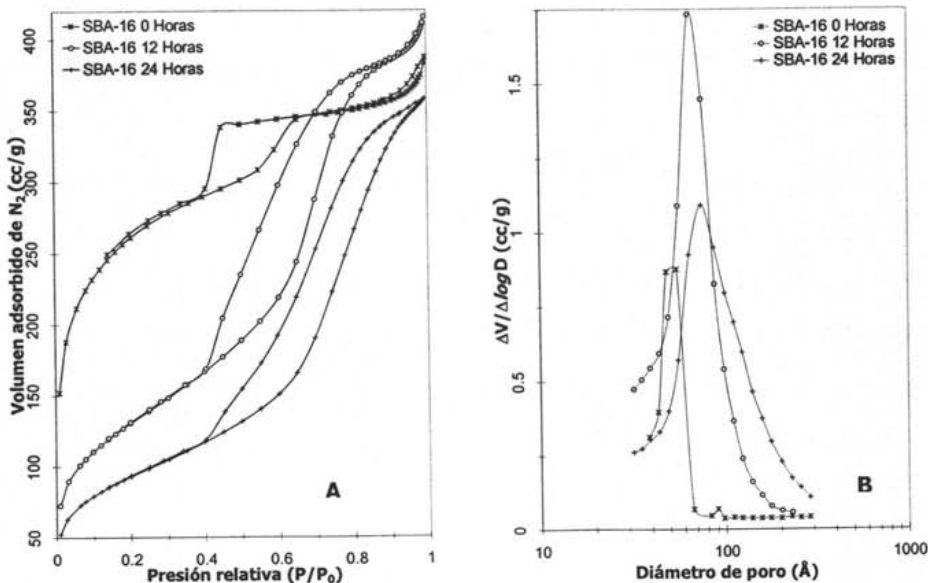 SBA-16 0 Horas
SBA-16 12 Horas
SBA-16 24 Horas
Volumen adsorbido de N2 (cc/g)
400
350
300
250
200
150
100
50
0
0.2
0.4
0.6
0.8
1
Presión relativa (P/P0)
A
SBA-16 0 Horas
SBA-16 12 Horas
SBA-16 24 Horas
ΔV/ΔlogD (cc/g)
1.5
1
0.5
0
10
100
1000
Diámetro de poro (Å)
B